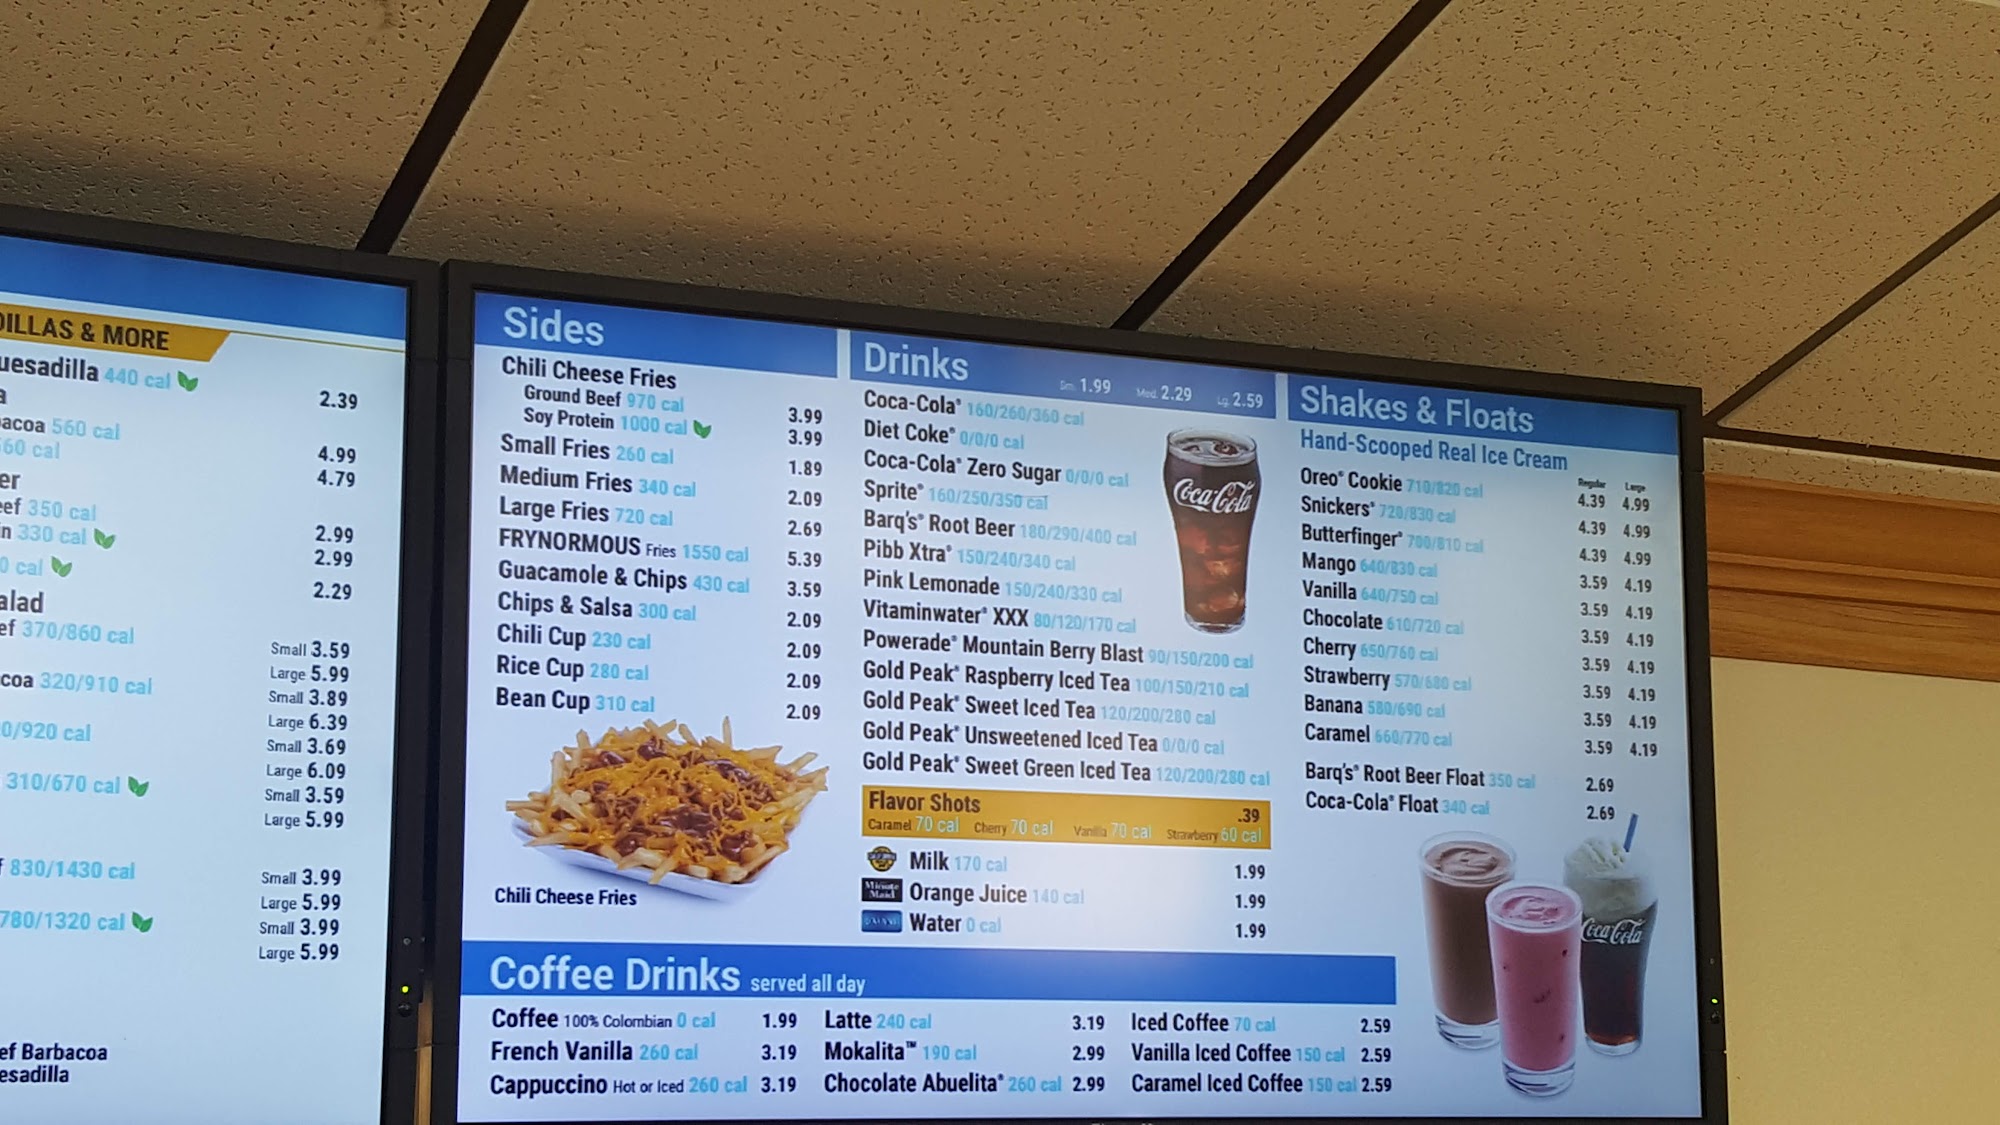 DILLAS & MORE
uesadilla 440 cal 2.39
a
acoa 560 cal 4.99
560 cal 4.79
er
eef 350 cal 2.99
in 330 cal 2.99
0 cal 2.29
alad
ef 370/860 cal Small 3.59
Large 5.99
coa 320/910 cal Small 3.89
Large 6.39
0/920 cal Small 3.69
Large 6.09
310/670 cal Small 3.59
Large 5.99
f 830/1430 cal Small 3.99
Large 5.99
780/1320 cal Small 3.99
Large 5.99
ef Barbacoa
esadilla
Sides
Chili Cheese Fries
Ground Beef 970 cal 3.99
Soy Protein 1000 cal 3.99
Small Fries 260 cal 1.89
Medium Fries 340 cal 2.09
Large Fries 720 cal 2.69
FRYNORMOUS Fries 1550 cal 5.39
Guacamole & Chips 430 cal 3.59
Chips & Salsa 300 cal 2.09
Chili Cup 230 cal 2.09
Rice Cup 280 cal 2.09
Bean Cup 310 cal 2.09
Chili Cheese Fries
Drinks Sm. 1.99 Med. 2.29 Lg. 2.59
Coca-Cola® 160/260/360 cal
Diet Coke® 0/0/0 cal
Coca-Cola® Zero Sugar 0/0/0 cal
Sprite® 160/250/350 cal
Barq's® Root Beer 180/290/400 cal
Pibb Xtra® 150/240/340 cal
Pink Lemonade 150/240/330 cal
Vitaminwater® XXX 80/120/170 cal
Powerade® Mountain Berry Blast 90/150/200 cal
Gold Peak® Raspberry Iced Tea 100/150/210 cal
Gold Peak® Sweet Iced Tea 120/200/280 cal
Gold Peak® Unsweetened Iced Tea 0/0/0 cal
Gold Peak® Sweet Green Iced Tea 120/200/280 cal
Coca-Cola
Flavor Shots .39
Caramel 70 cal Cherry 70 cal Vanilla 70 cal Strawberry 60 cal
Milk 170 cal 1.99
Minute Maid Orange Juice 140 cal 1.99
Water 0 cal 1.99
Shakes & Floats
Hand-Scooped Real Ice Cream
Regular Large
Oreo® Cookie 710/820 cal 4.39 4.99
Snickers® 720/830 cal 4.39 4.99
Butterfinger® 700/810 cal 4.39 4.99
Mango 640/830 cal 3.59 4.19
Vanilla 640/750 cal 3.59 4.19
Chocolate 610/720 cal 3.59 4.19
Cherry 650/760 cal 3.59 4.19
Strawberry 570/680 cal 3.59 4.19
Banana 580/690 cal 3.59 4.19
Caramel 660/770 cal 3.59 4.19
Barq's® Root Beer Float 350 cal 2.69
Coca-Cola® Float 340 cal 2.69
Coca-Cola
Coffee Drinks served all day
Coffee 100% Colombian 0 cal 1.99
French Vanilla 260 cal 3.19
Cappuccino Hot or Iced 260 cal 3.19
Latte 240 cal 3.19
Mokalita™ 190 cal 2.99
Chocolate Abuelita® 260 cal 2.99
Iced Coffee 70 cal 2.59
Vanilla Iced Coffee 150 cal 2.59
Caramel Iced Coffee 150 cal 2.59